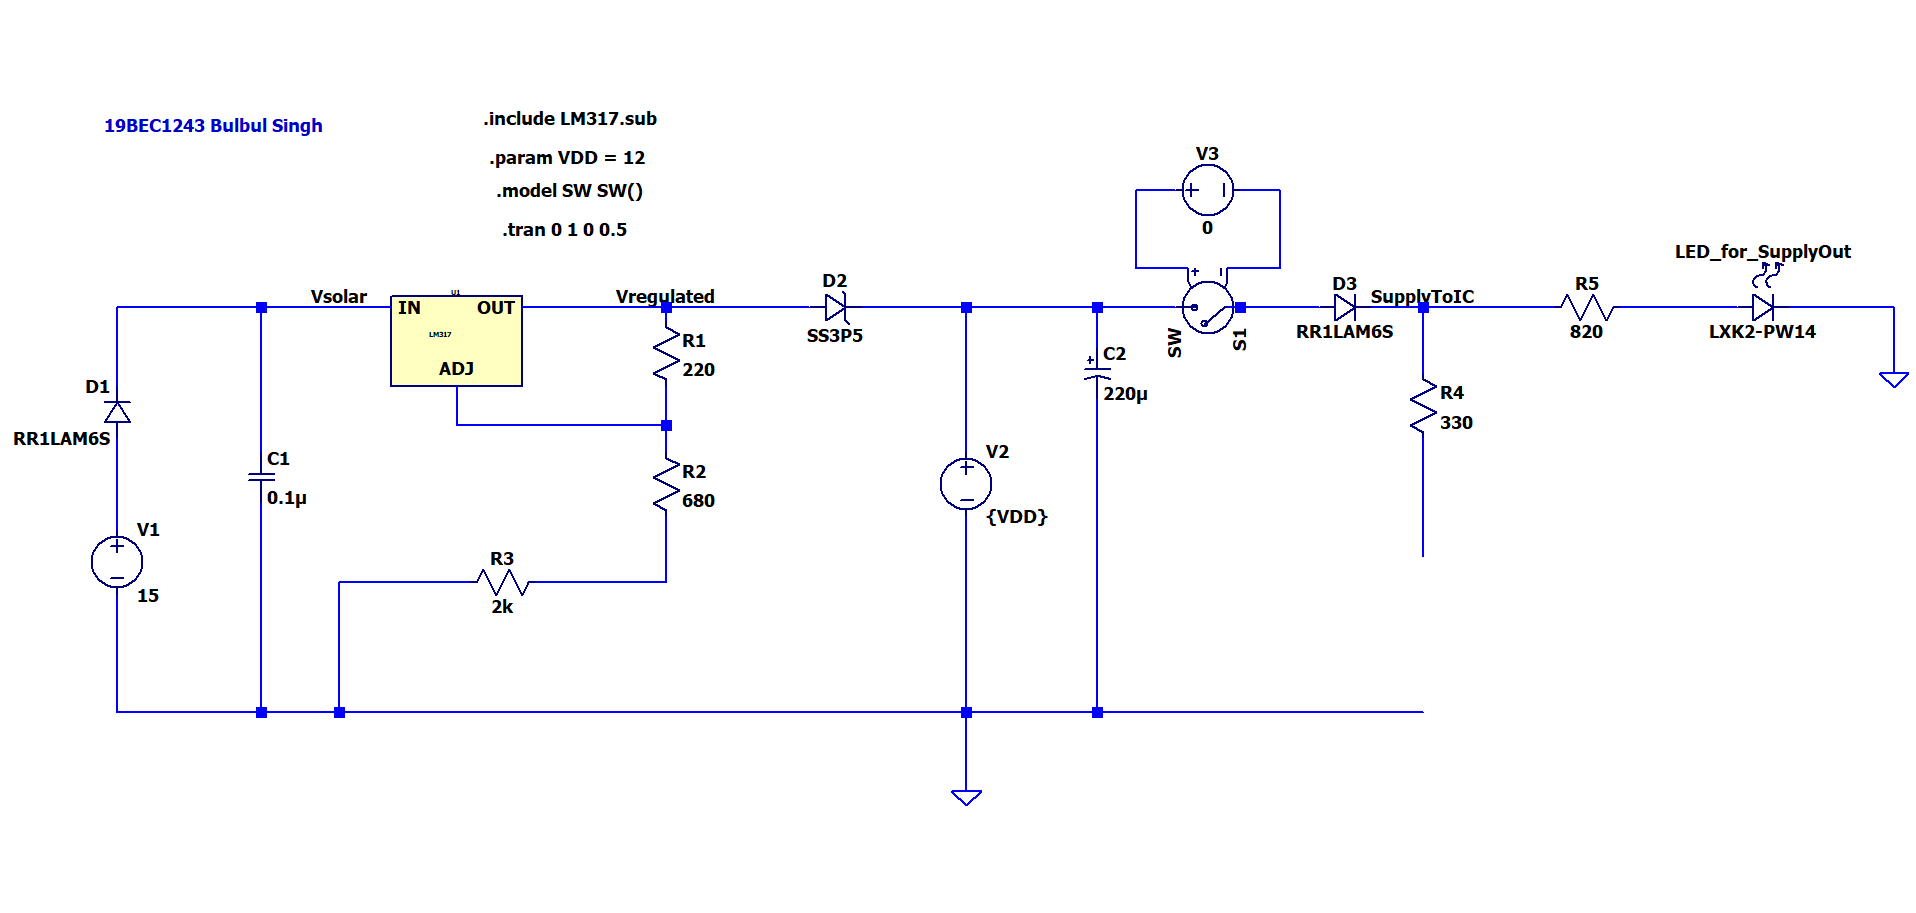 19BEC1243 Bulbul Singh
.include LM317.sub
.param VDD = 12
.model SW SW()
.tran 0 1 0 0.5
V3
+
0
LED_for_SupplyOut
Vsolar
U1
IN
OUT
LM317
ADJ
Vregulated
D2
SS3P5
+
SW
S1
D3
RR1LAM6S
SupplyToIC
R5
820
LXK2-PW14
R1
220
C2
+
220µ
D1
RR1LAM6S
R4
330
C1
0.1µ
R2
680
V2
+
−
{VDD}
V1
+
−
15
R3
2k